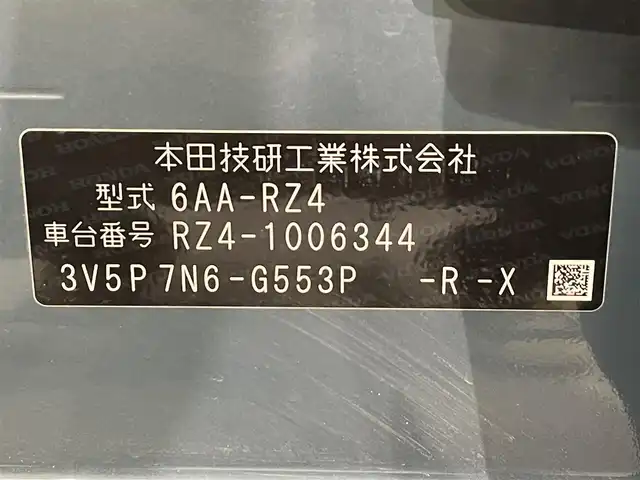 本田技研工業株式会社
型式 6AA-RZ4
車台番号 RZ4-1006344
3V5P 7N6-G553P -R -X